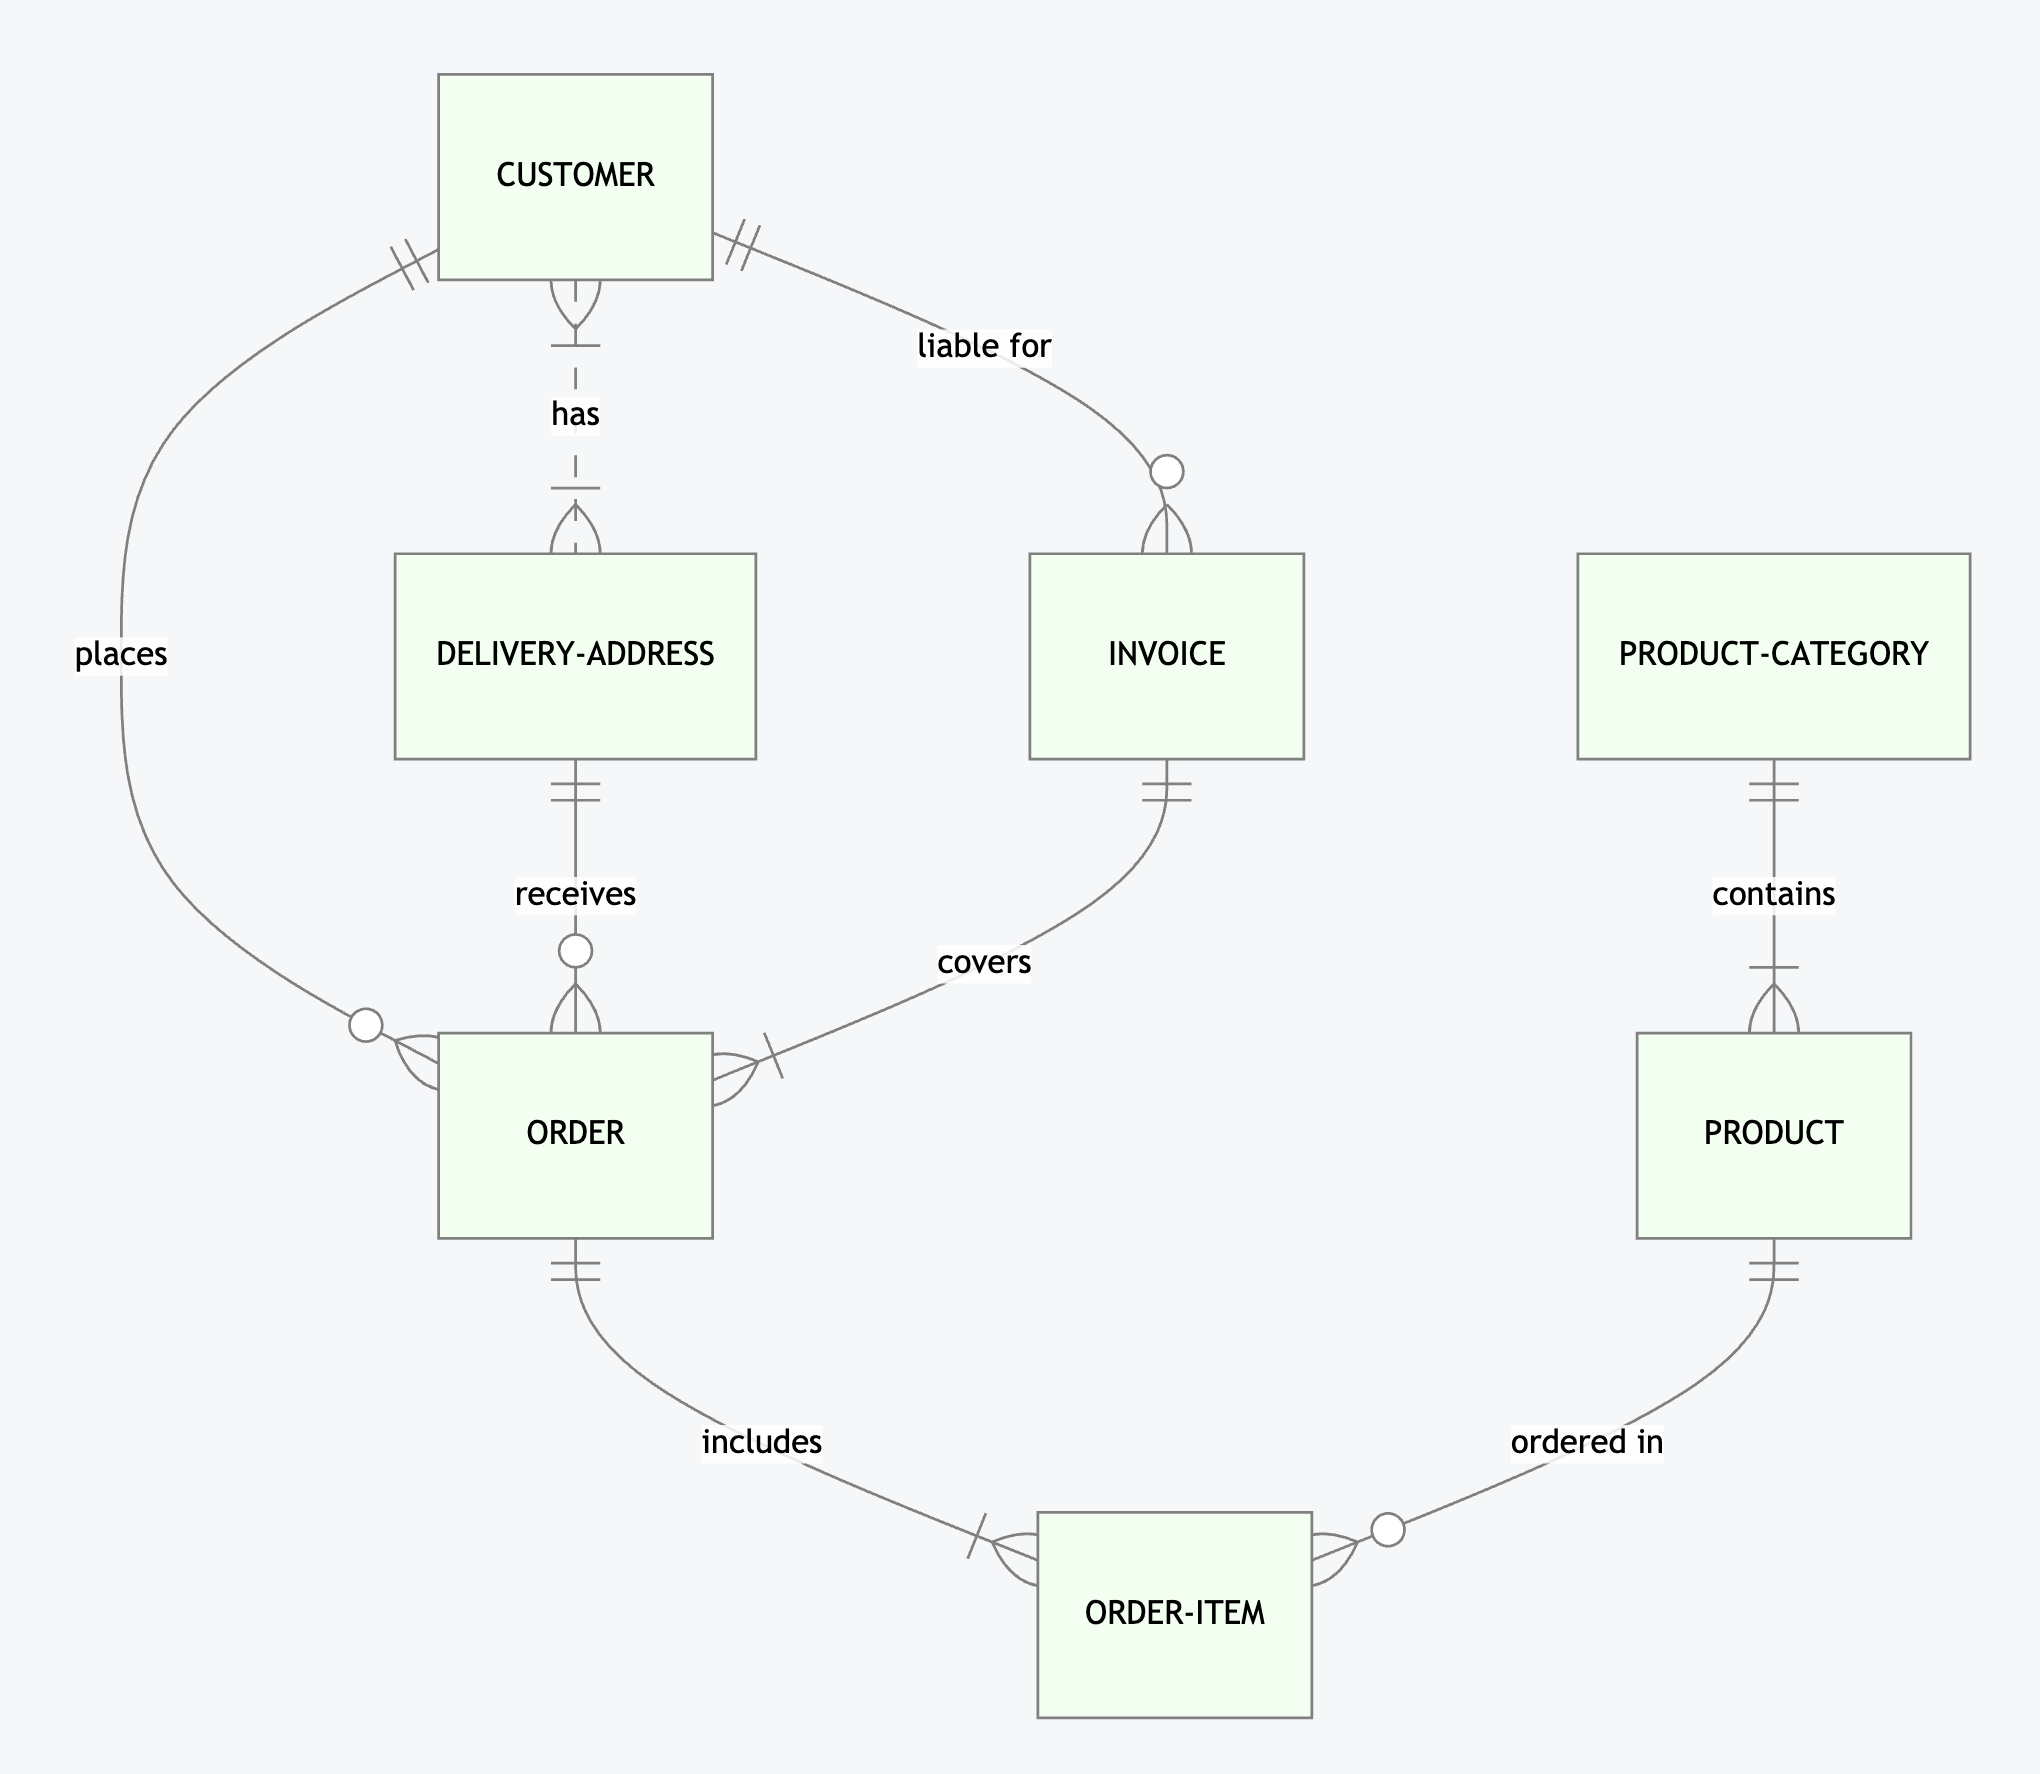 CUSTOMER
liable for
has
places
DELIVERY-ADDRESS
INVOICE
PRODUCT-CATEGORY
receives
contains
covers
ORDER
PRODUCT
includes
ordered in
ORDER-ITEM